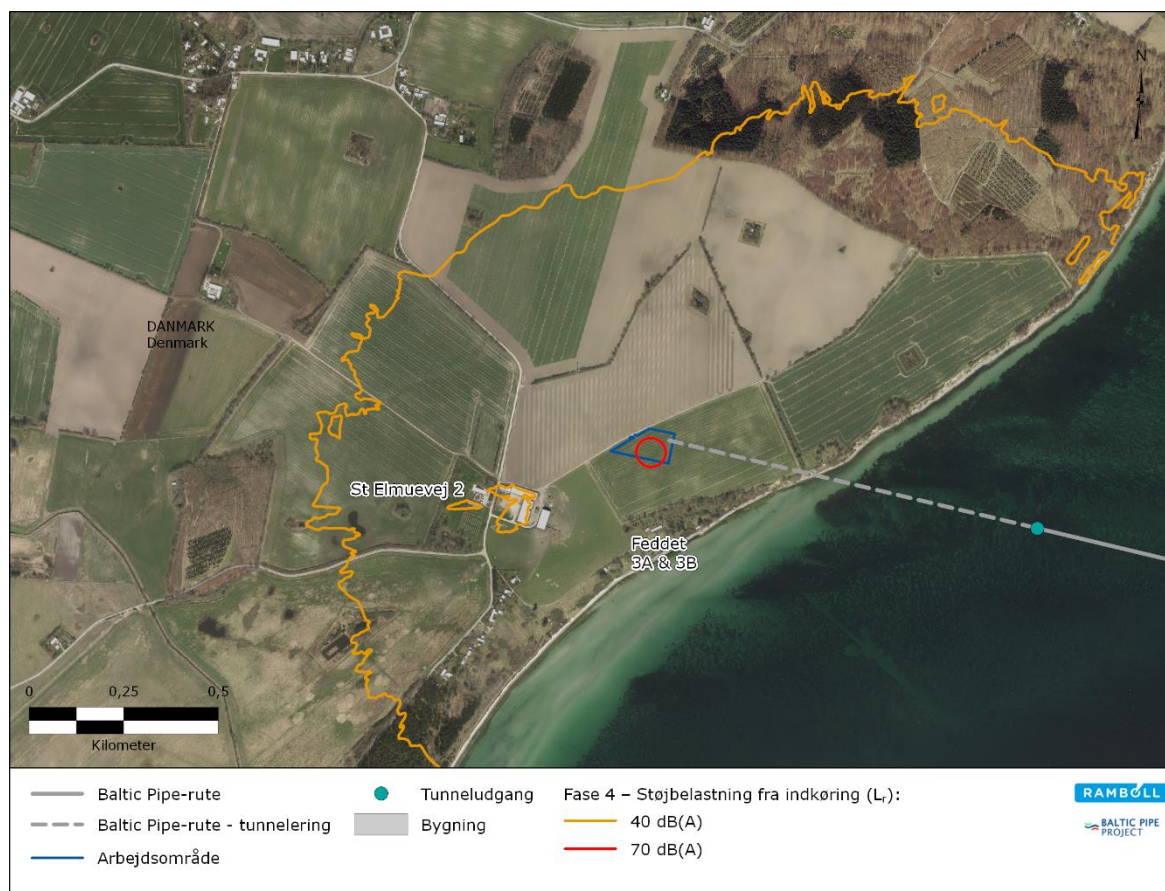 N
DANMARK
Denmark
St Elmuevej 2
Feddet
3A & 3B
0 0,25 0,5
Kilometer
Baltic Pipe-rute
Baltic Pipe-rute - tunnelering
Arbejdsområde
Tunneludgang
Bygning
Fase 4 – Støjbelastning fra indkøring (Lr):
40 dB(A)
70 dB(A)
RAMBOLL
BALTIC PIPE
PROJECT